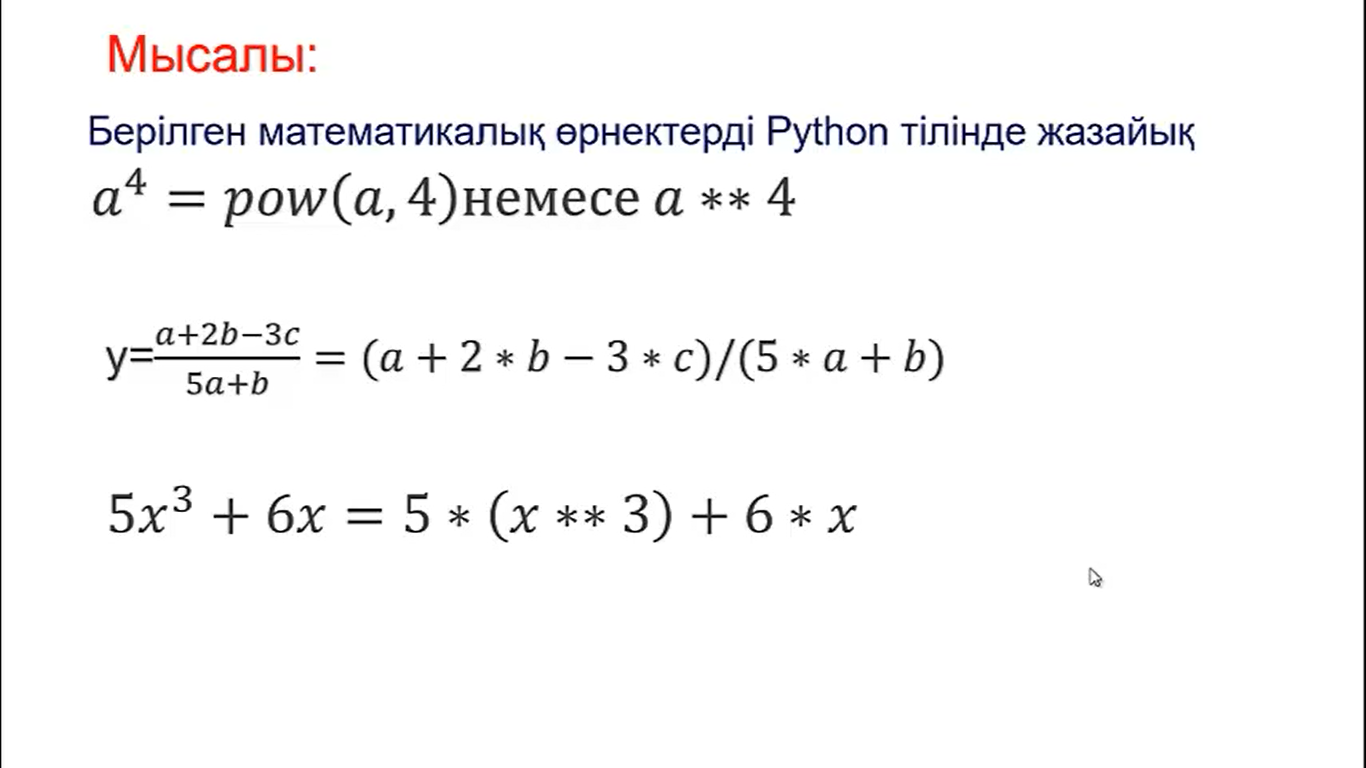 Мысалы:
Берілген математикалық өрнектерді Python тілінде жазайық
a⁴ = pow(a, 4)немесе a ** 4
y=(a+2b−3c)/(5a+b) = (a + 2 * b − 3 * c)/(5 * a + b)
5x³ + 6x = 5 * (x ** 3) + 6 * x